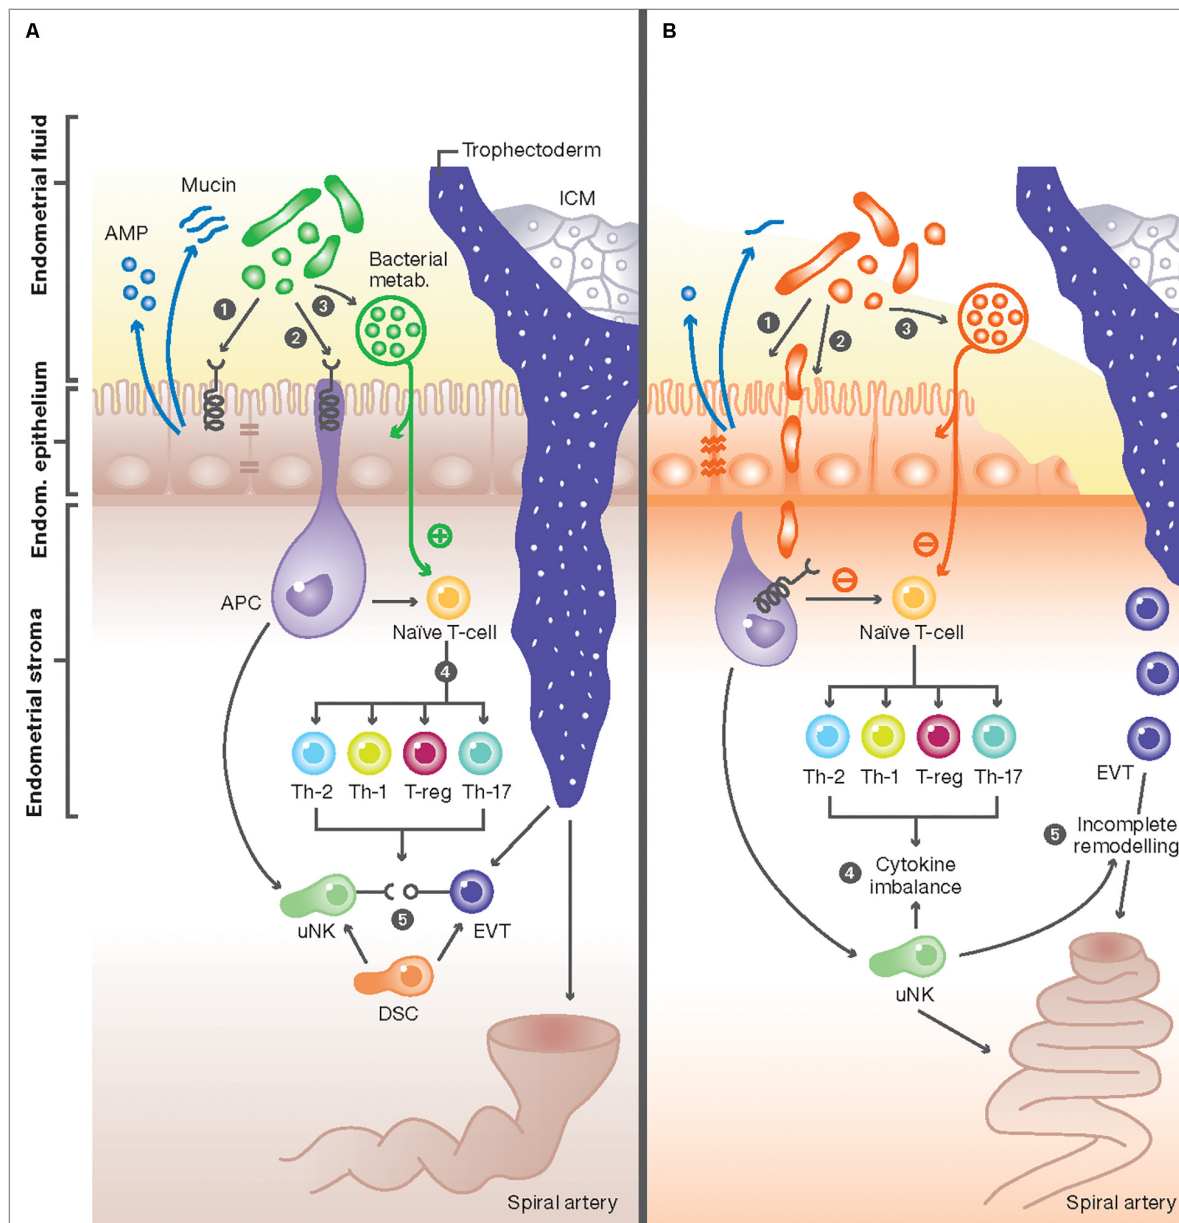 A
B
Endometrial fluid
Endom. epithelium
Endometrial stroma
Trophectoderm
Mucin
ICM
AMP
Bacterial
metab.
1
2
3
APC
Naïve T-cell
4
Th-2
Th-1
T-reg
Th-17
5
uNK
EVT
DSC
Spiral artery
1
2
3
Naïve T-cell
Th-2
Th-1
T-reg
Th-17
EVT
5
Incomplete
remodelling
4
Cytokine
imbalance
uNK
Spiral artery